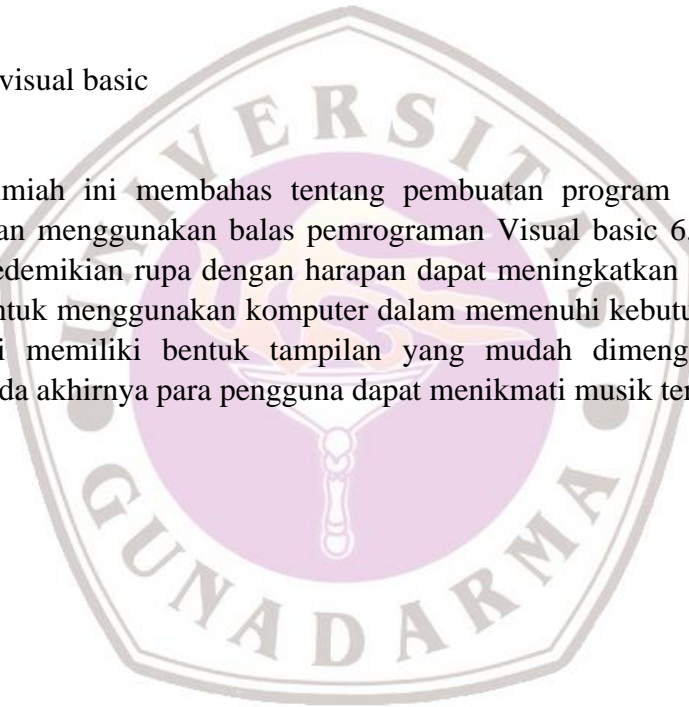 visual basic
miah ini membahas tentang pembuatan program
an menggunakan balas pemrograman Visual basic 6.
edemikian rupa dengan harapan dapat meningkatkan
ntuk menggunakan komputer dalam memenuhi kebutu
i memiliki bentuk tampilan yang mudah dimeng
da akhirnya para pengguna dapat menikmati musik ter
UNIVERSITAS
GUNADARMA